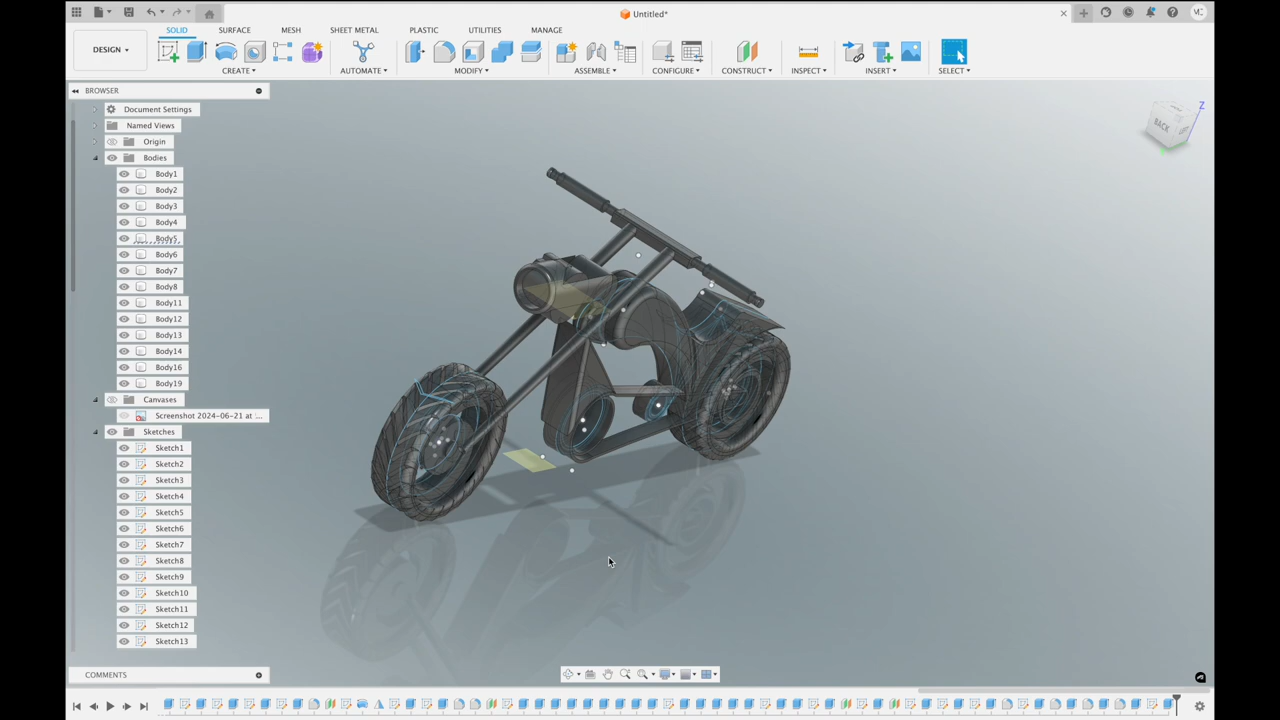 Untitled*
MC
SOLID
SURFACE
MESH
SHEET METAL
PLASTIC
UTILITIES
MANAGE
DESIGN
CREATE
AUTOMATE
MODIFY
ASSEMBLE
CONFIGURE
CONSTRUCT
INSPECT
INSERT
SELECT
BROWSER
Document Settings
Named Views
Origin
Bodies
Body1
Body2
Body3
Body4
Body5
Body6
Body7
Body8
Body11
Body12
Body13
Body14
Body16
Body19
Canvases
Screenshot 2024-06-21 at ...
Sketches
Sketch1
Sketch2
Sketch3
Sketch4
Sketch5
Sketch6
Sketch7
Sketch8
Sketch9
Sketch10
Sketch11
Sketch12
Sketch13
COMMENTS
Z
BACK